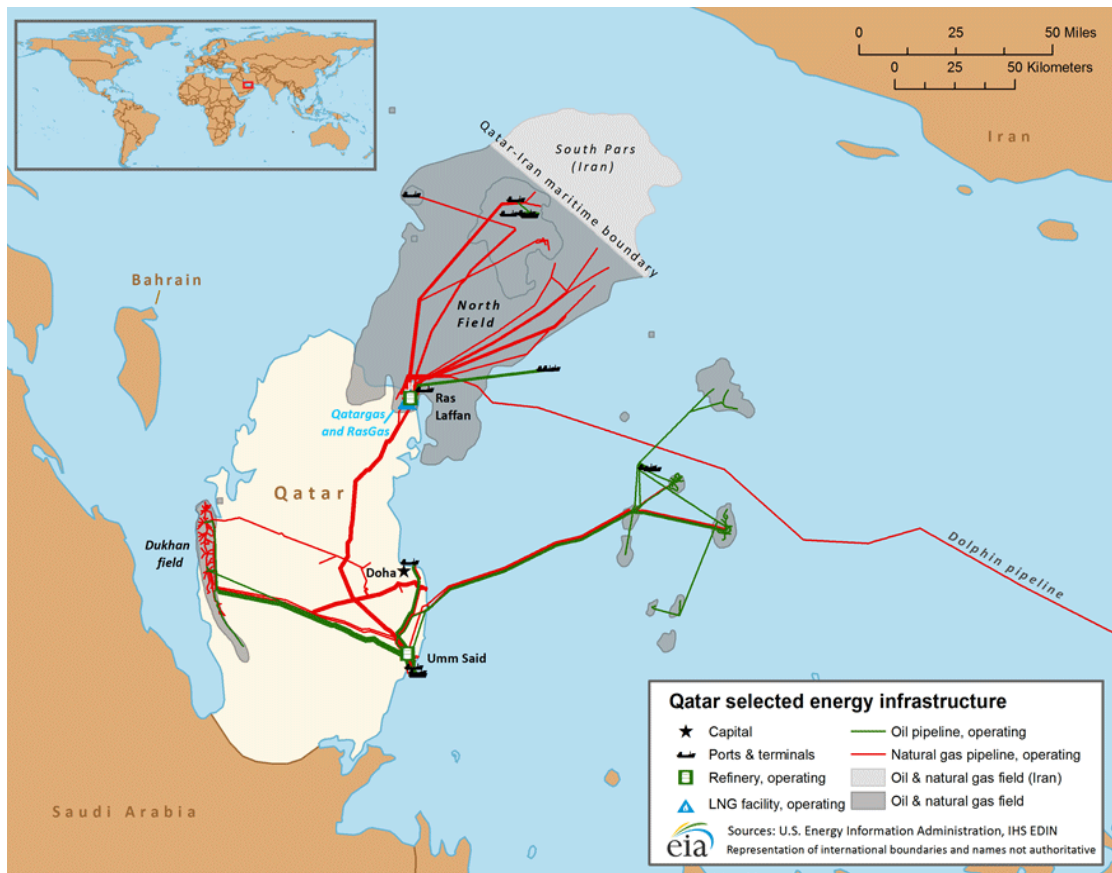 0 25 50 Miles
0 25 50 Kilometers
Iran
South Pars
(Iran)
Qatar-Iran maritime boundary
Bahrain
North
Field
Ras
Laffan
Qatargas
and RasGas
Qatar
Dukhan
field
Doha
Dolphin pipeline
Umm Said
Saudi Arabia
Qatar selected energy infrastructure
Capital
Ports & terminals
Refinery, operating
LNG facility, operating
Oil pipeline, operating
Natural gas pipeline, operating
Oil & natural gas field (Iran)
Oil & natural gas field
eia
Sources: U.S. Energy Information Administration, IHS EDIN
Representation of international boundaries and names not authoritative